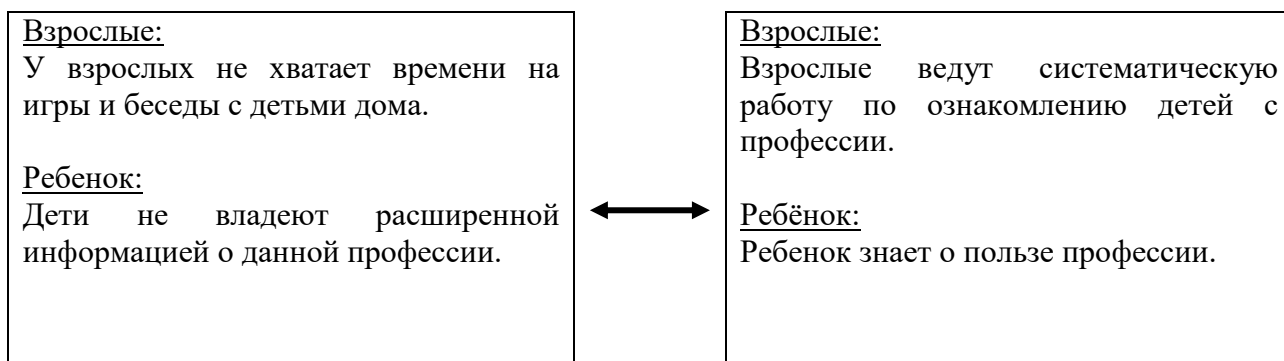 Взрослые:
У взрослых не хватает времени на
игры и беседы с детьми дома.
Ребенок:
Дети не владеют расширенной
информацией о данной профессии.
Взрослые:
Взрослые ведут систематическую
работу по ознакомлению детей с
профессии.
Ребёнок:
Ребенок знает о пользе профессии.